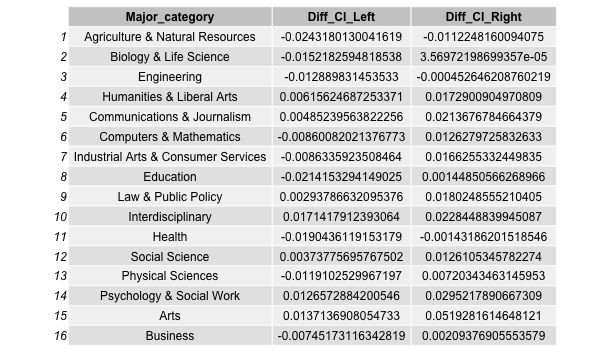 Major_category Diff_CI_Left Diff_CI_Right
1 Agriculture & Natural Resources -0.0243180130041619 -0.0112248160094075
2 Biology & Life Science -0.0152182594818538 3.56972198699357e-05
3 Engineering -0.012889831453533 -0.000452646208760219
4 Humanities & Liberal Arts 0.00615624687253371 0.0172900904970809
5 Communications & Journalism 0.00485239563822256 0.0213676784664379
6 Computers & Mathematics -0.00860082021376773 0.0126279725832633
7 Industrial Arts & Consumer Services -0.0086335923508464 0.0166255332449835
8 Education -0.0214153294149025 0.00144850566268966
9 Law & Public Policy 0.00293786632095376 0.0180248555210405
10 Interdisciplinary 0.0171417912393064 0.0228448839945087
11 Health -0.0190436119153179 -0.00143186201518546
12 Social Science 0.00373775695767502 0.0126105345782274
13 Physical Sciences -0.0119102529967197 0.00720343463145953
14 Psychology & Social Work 0.0126572884200546 0.0295217890667309
15 Arts 0.0137136908054733 0.0519281614648121
16 Business -0.00745173116342819 0.00209376905553579